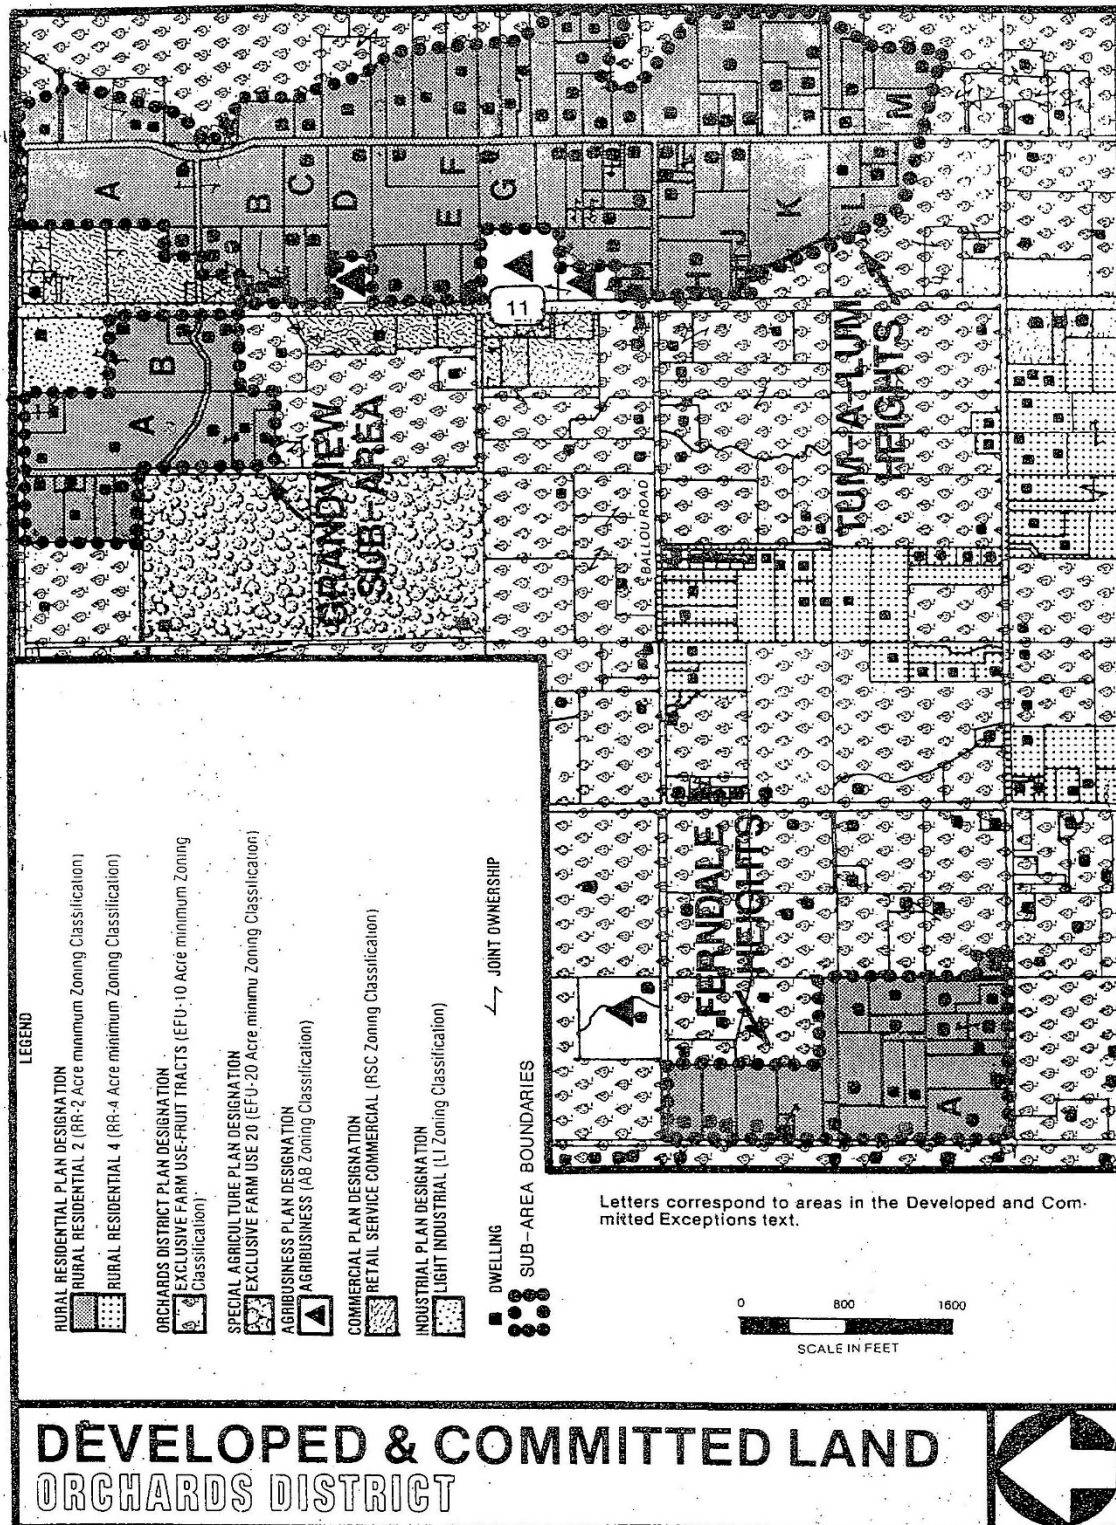 LEGEND
RURAL RESIDENTIAL PLAN DESIGNATION
RURAL RESIDENTIAL 2 (RR-2 Acre minimum Zoning Classification)
RURAL RESIDENTIAL 4 (RR-4 Acre minimium Zoning Classification)
ORCHARDS DISTRICT PLAN DESIGNATION
EXCLUSIVE FARM USE-FRUIT TRACTS (EFU-10 Acre minimum Zoning
Classification)
SPECIAL AGRICULTURE PLAN DESIGNATION
EXCLUSIVE FARM USE 20 (EFU-20 Acre minimu Zoning Classification)
AGRIBUSINESS PLAN DESIGNATION
AGRIBUSINESS (AB Zoning Classification)
COMMERCIAL PLAN DESIGNATION
RETAIL SERVICE COMMERCIAL (RSC Zoning Classification)
INDUSTRIAL PLAN DESIGNATION
LIGHT INDUSTRIAL (LI Zoning Classification)
DWELLING
JOINT OWNERSHIP
SUB-AREA BOUNDARIES
A
B
C
D
E
F
G
H
J
K
L
M
A
B
11
GRANDVIEW
SUB-AREA
BALLOU ROAD
TUM-A-LUM
HEIGHTS
FERNDALE
HEIGHTS
A
Letters correspond to areas in the Developed and Com-
mitted Exceptions text.
0 800 1600
SCALE IN FEET
DEVELOPED & COMMITTED LAND
ORCHARDS DISTRICT